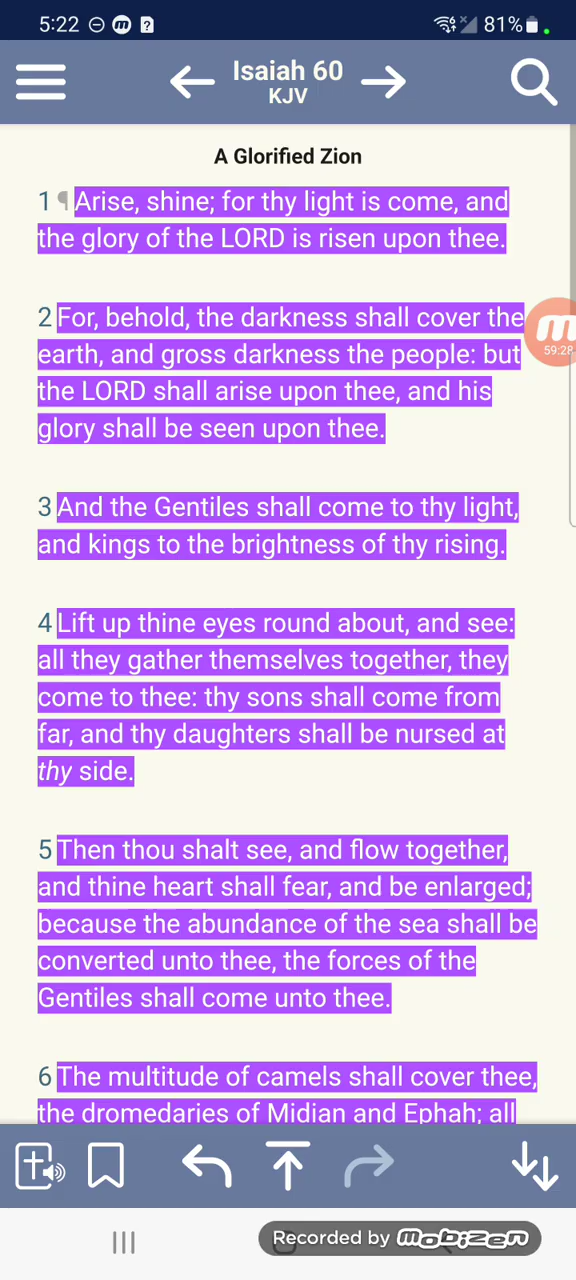 5:22 m ? 6 81%
Isaiah 60
KJV
A Glorified Zion
1 ¶ Arise, shine; for thy light is come, and
the glory of the LORD is risen upon thee.
2 For, behold, the darkness shall cover the
earth, and gross darkness the people: but
the LORD shall arise upon thee, and his
glory shall be seen upon thee.
m
59:28
3 And the Gentiles shall come to thy light,
and kings to the brightness of thy rising.
4 Lift up thine eyes round about, and see:
all they gather themselves together, they
come to thee: thy sons shall come from
far, and thy daughters shall be nursed at
thy side.
5 Then thou shalt see, and flow together,
and thine heart shall fear, and be enlarged;
because the abundance of the sea shall be
converted unto thee, the forces of the
Gentiles shall come unto thee.
6 The multitude of camels shall cover thee,
the dromedaries of Midian and Ephah; all
Recorded by mobizen